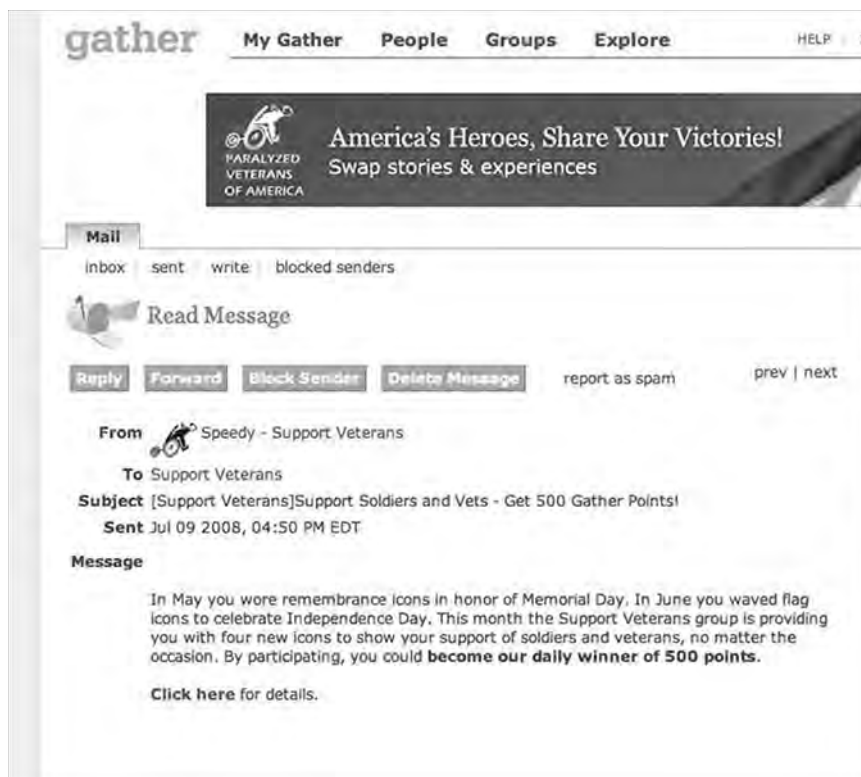 gather My Gather People Groups Explore HELP
PARALYZED
VETERANS
OF AMERICA
America's Heroes, Share Your Victories!
Swap stories & experiences
Mail
inbox sent write blocked senders
Read Message
Reply Forward Block Sender Delete Message report as spam prev | next
From Speedy - Support Veterans
To Support Veterans
Subject [Support Veterans]Support Soldiers and Vets - Get 500 Gather Points!
Sent Jul 09 2008, 04:50 PM EDT
Message
In May you wore remembrance icons in honor of Memorial Day. In June you waved flag
icons to celebrate Independence Day. This month the Support Veterans group is providing
you with four new icons to show your support of soldiers and veterans, no matter the
occasion. By participating, you could become our daily winner of 500 points.
Click here for details.